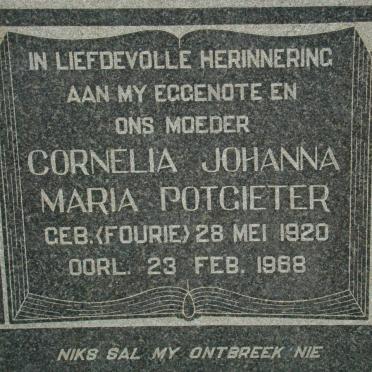 IN LIEFDEVOLLE HERINNERING
AAN MY EGGENOTE EN
ONS MOEDER
CORNELIA JOHANNA
MARIA POTGIETER
GEB. (FOURIE) 28 MEI 1920
OORL. 23 FEB. 1968
NIKS SAL MY ONTBREEK NIE